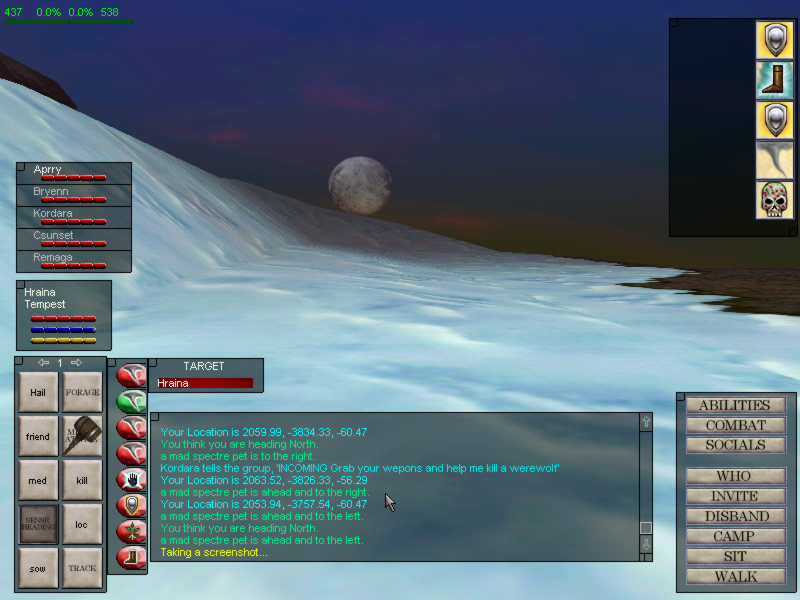 437 0.0% 0.0% 538
Aprry
Bryenn
Kordara
Csunset
Remaga
Hraina
Tempest
1
Hail
FORAGE
friend
med
kill
SENSE
HEADING
loc
sow
TRACK
TARGET
Hraina
Your Location is 2059.99, -3834.33, -60.47
You think you are heading North.
a mad spectre pet is to the right.
Kordara tells the group, 'INCOMING Grab your wepons and help me kill a werewolf'
Your Location is 2063.52, -3826.33, -56.29
a mad spectre pet is ahead and to the right.
Your Location is 2053.94, -3757.54, -60.47
a mad spectre pet is ahead and to the left.
You think you are heading North.
a mad spectre pet is ahead and to the left.
Taking a screenshot...
ABILITIES
COMBAT
SOCIALS
WHO
INVITE
DISBAND
CAMP
SIT
WALK